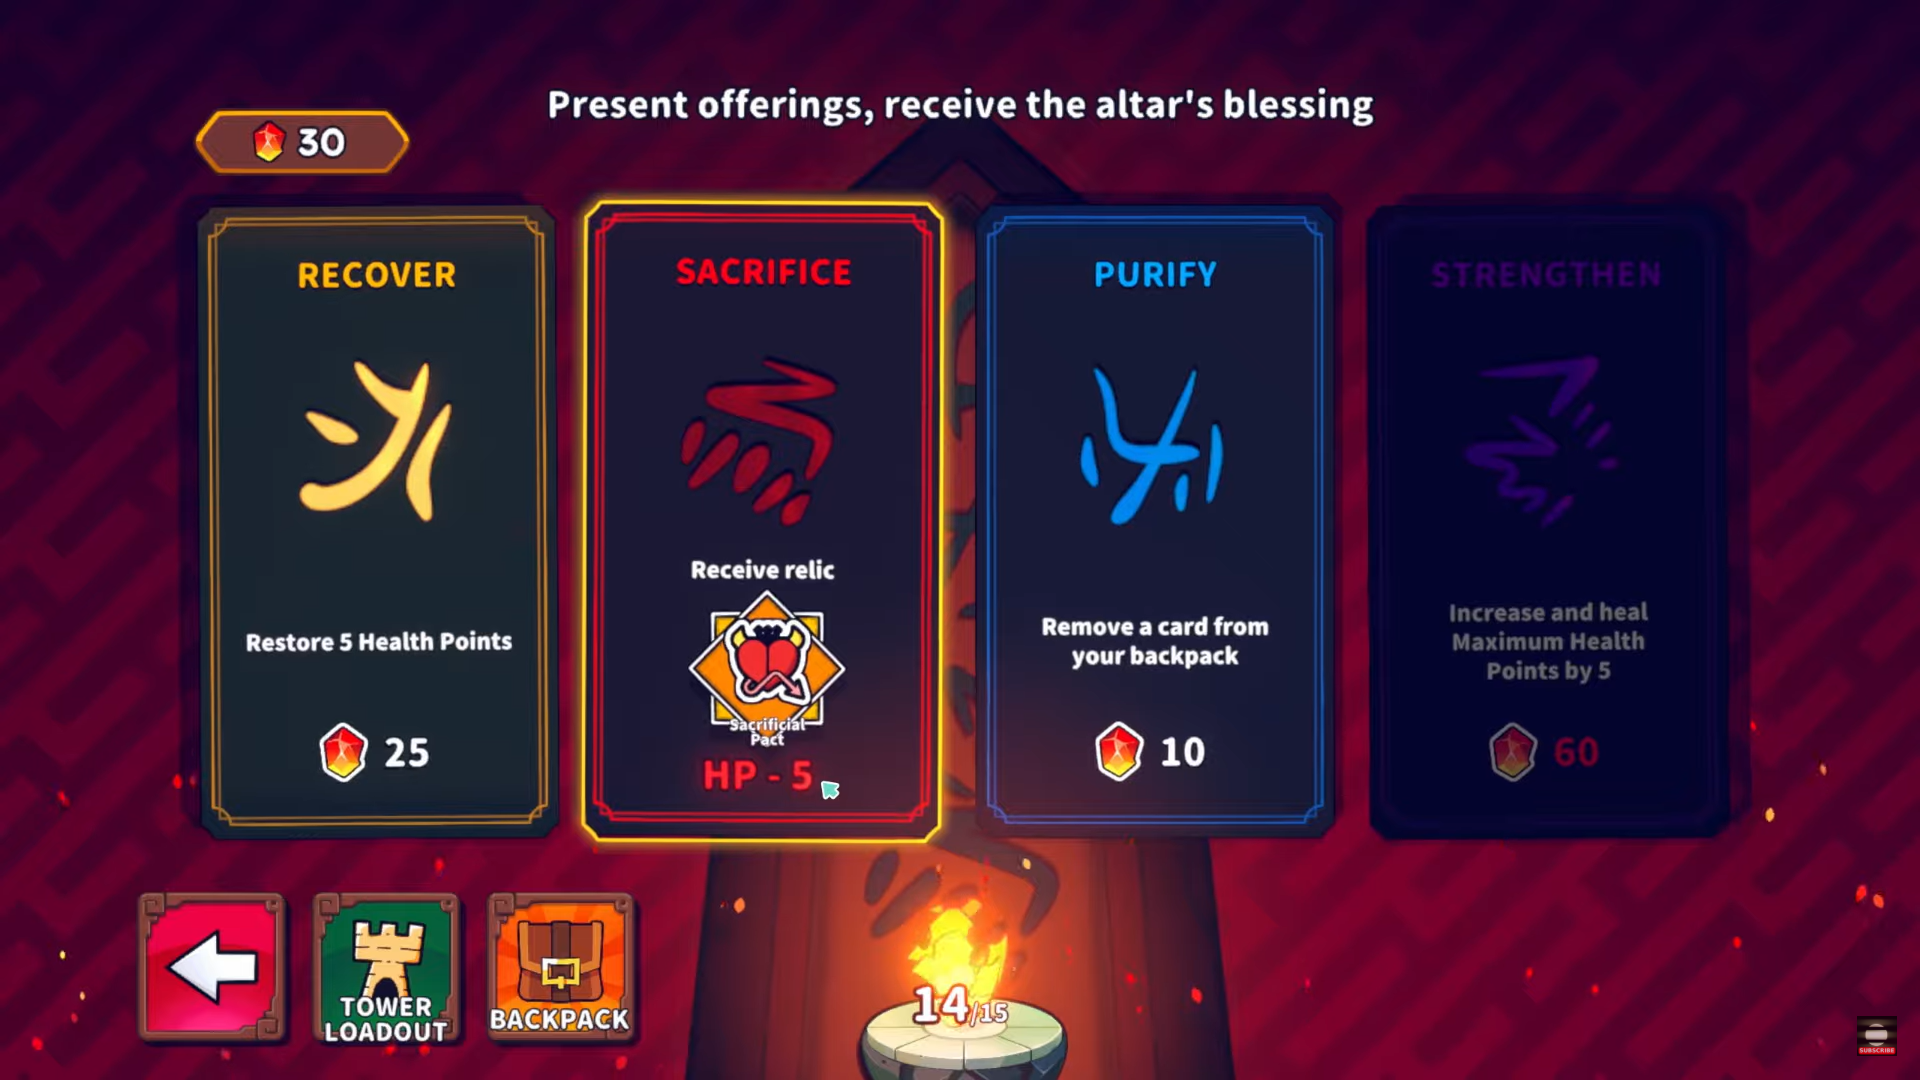 Present offerings, receive the altar's blessing
30
RECOVER
Restore 5 Health Points
25
SACRIFICE
Receive relic
Sacrificial
Pact
HP - 5
PURIFY
Remove a card from
your backpack
10
STRENGTHEN
Increase and heal
Maximum Health
Points by 5
60
TOWER
LOADOUT
BACKPACK
14/15
SUBSCRIBE